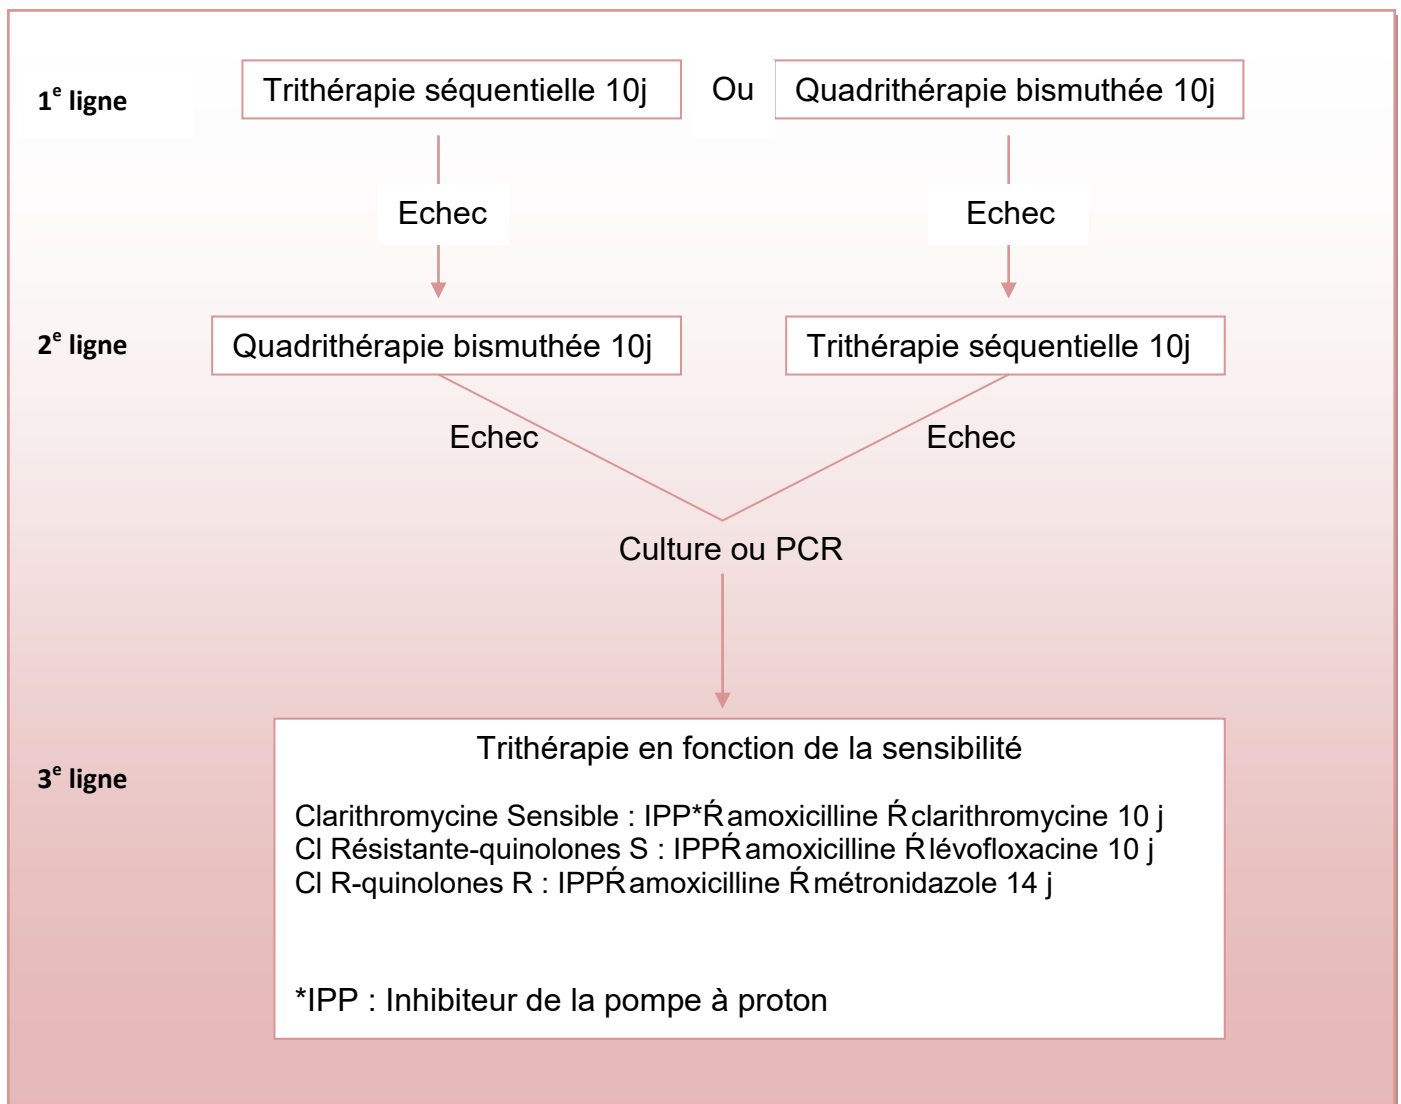 1e ligne
Trithérapie séquentielle 10j
Ou
Quadrithérapie bismuthée 10j
Echec
Echec
2e ligne
Quadrithérapie bismuthée 10j
Trithérapie séquentielle 10j
Echec
Echec
Culture ou PCR
3e ligne
Trithérapie en fonction de la sensibilité
Clarithromycine Sensible : IPP*Ŕamoxicilline Ŕclarithromycine 10 j
Cl Résistante-quinolones S : IPPŔamoxicilline Ŕlévofloxacine 10 j
Cl R-quinolones R : IPPŔamoxicilline Ŕmétronidazole 14 j
*IPP : Inhibiteur de la pompe à proton